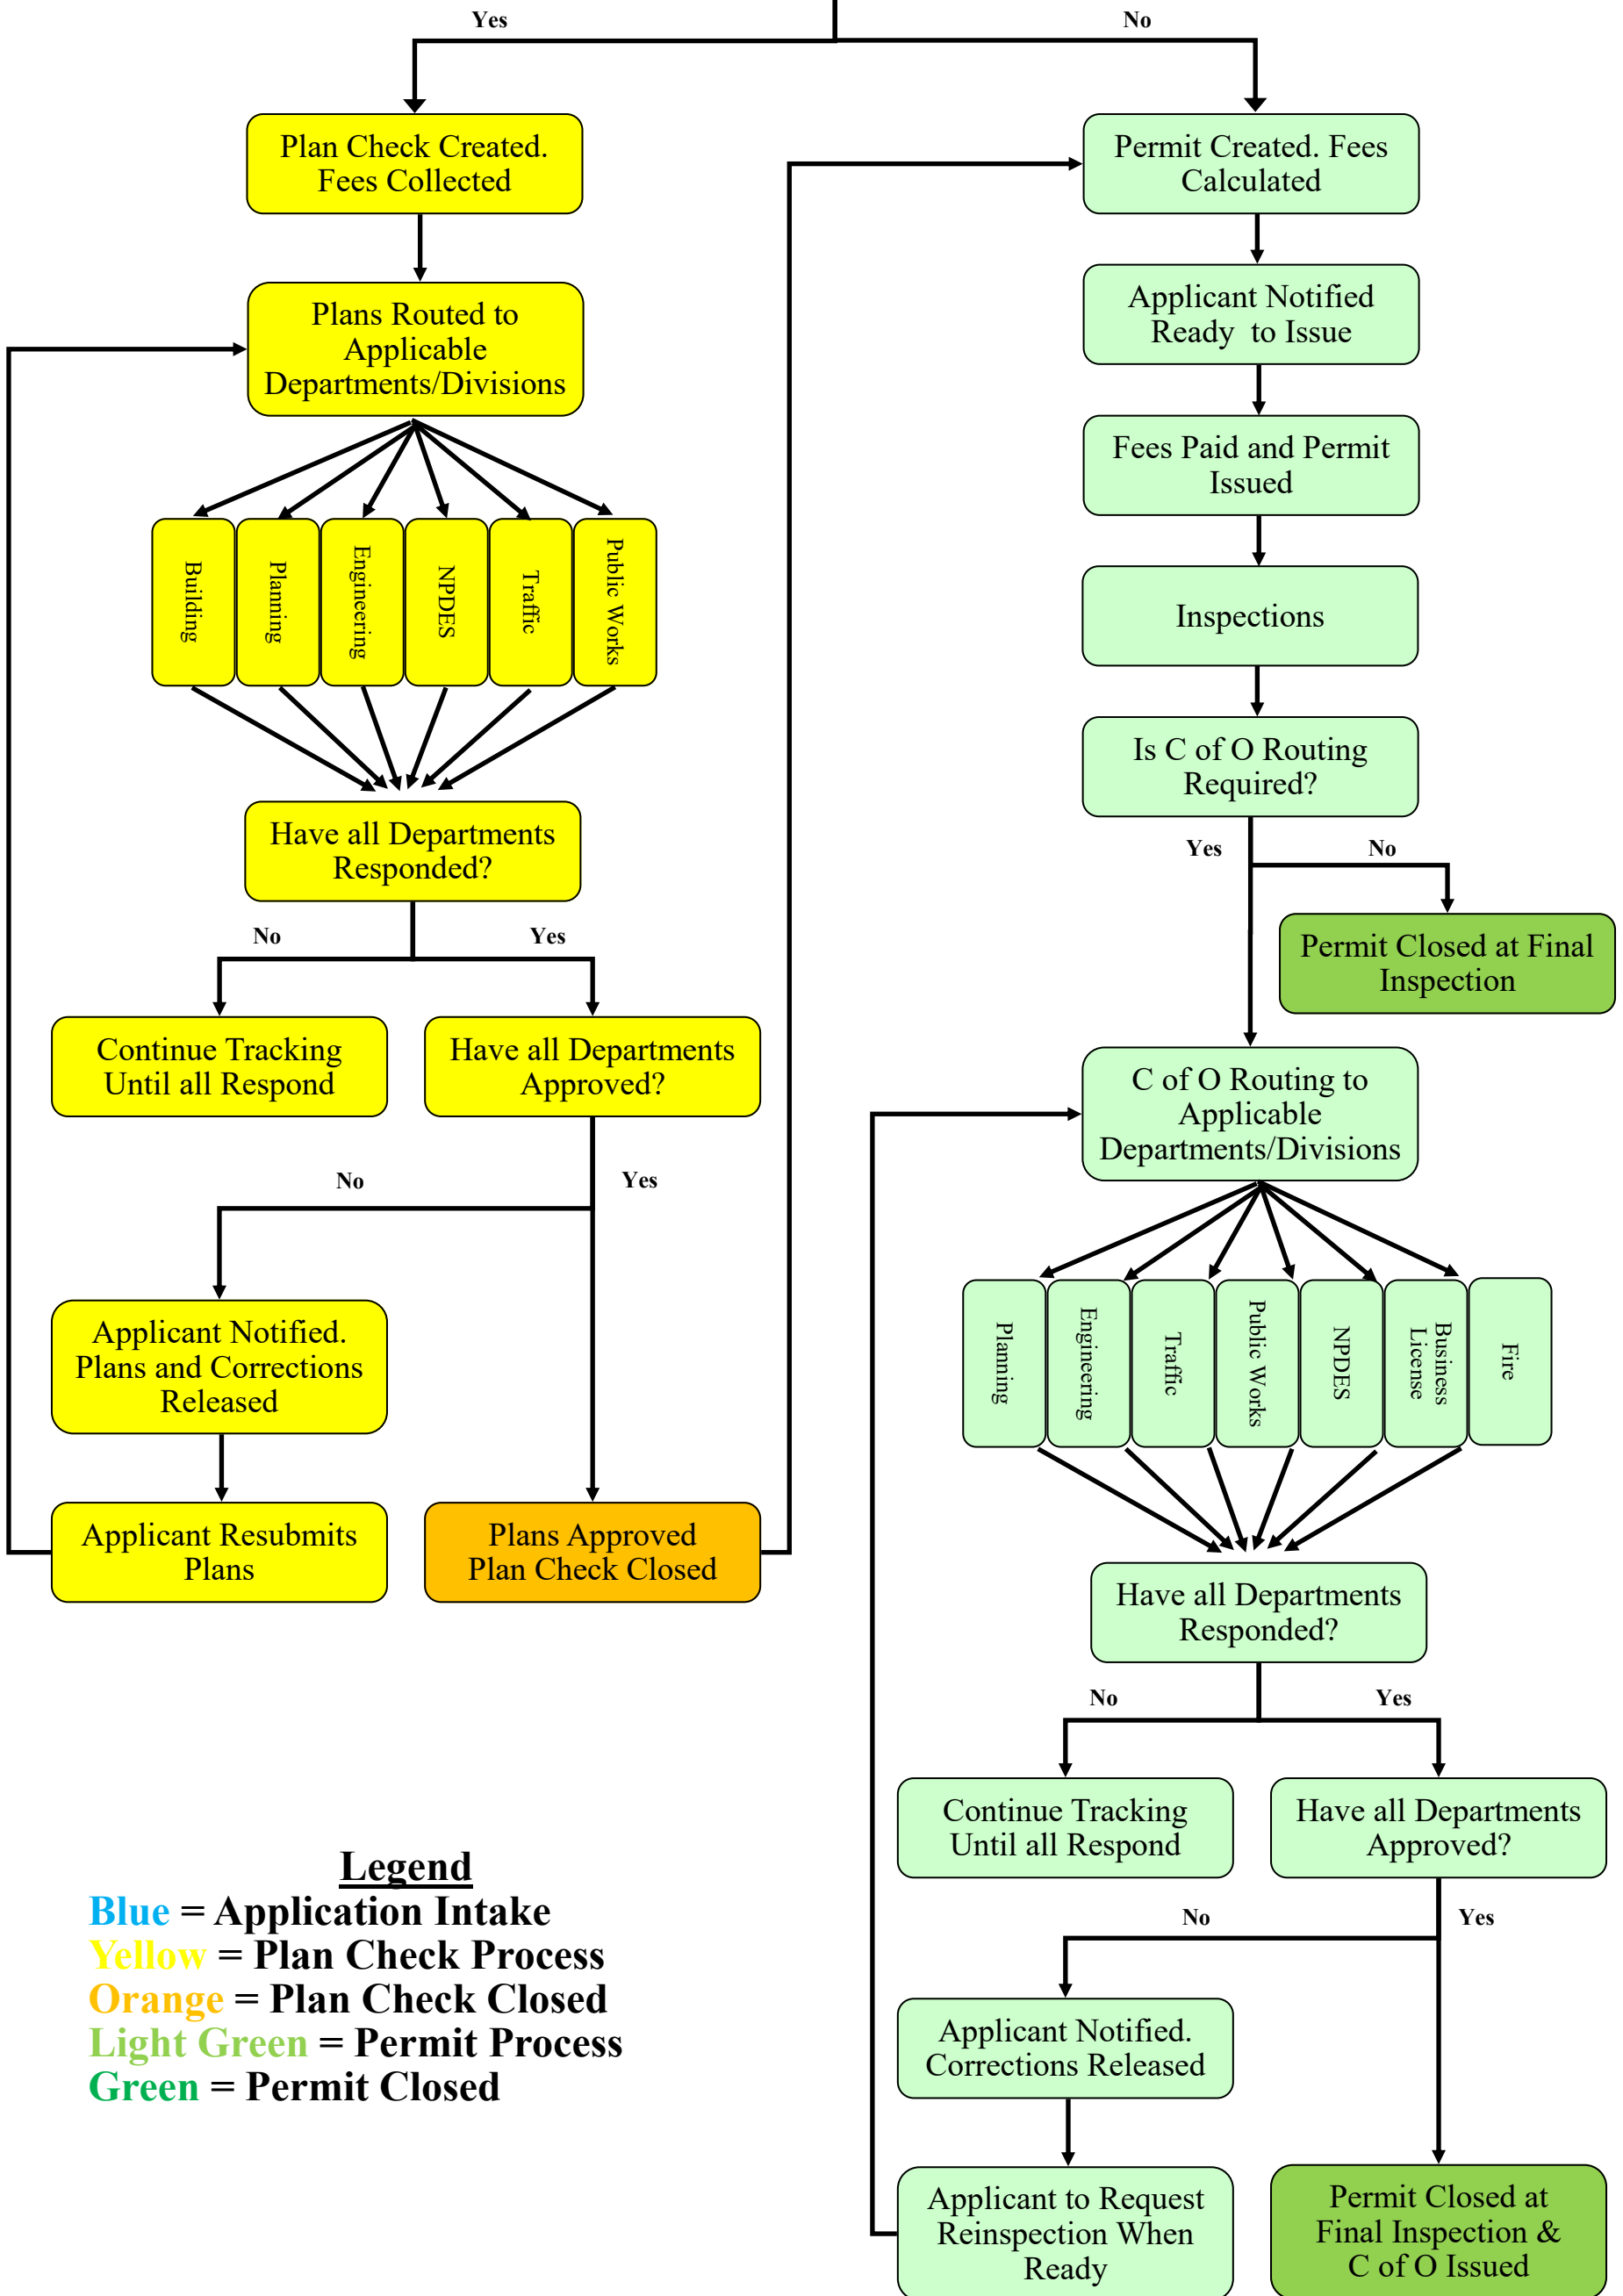 Yes
No
Plan Check Created.
Fees Collected
Plans Routed to
Applicable
Departments/Divisions
Building
Planning
Engineering
NPDES
Traffic
Public Works
Have all Departments
Responded?
No
Yes
Continue Tracking
Until all Respond
Have all Departments
Approved?
No
Yes
Applicant Notified.
Plans and Corrections
Released
Applicant Resubmits
Plans
Plans Approved
Plan Check Closed
Permit Created. Fees
Calculated
Applicant Notified
Ready to Issue
Fees Paid and Permit
Issued
Inspections
Is C of O Routing
Required?
Yes
No
Permit Closed at Final
Inspection
C of O Routing to
Applicable
Departments/Divisions
Planning
Engineering
Traffic
Public Works
NPDES
Business
License
Fire
Have all Departments
Responded?
No
Yes
Continue Tracking
Until all Respond
Have all Departments
Approved?
No
Yes
Applicant Notified.
Corrections Released
Applicant to Request
Reinspection When
Ready
Permit Closed at
Final Inspection &
C of O Issued
Legend
Blue = Application Intake
Yellow = Plan Check Process
Orange = Plan Check Closed
Light Green = Permit Process
Green = Permit Closed